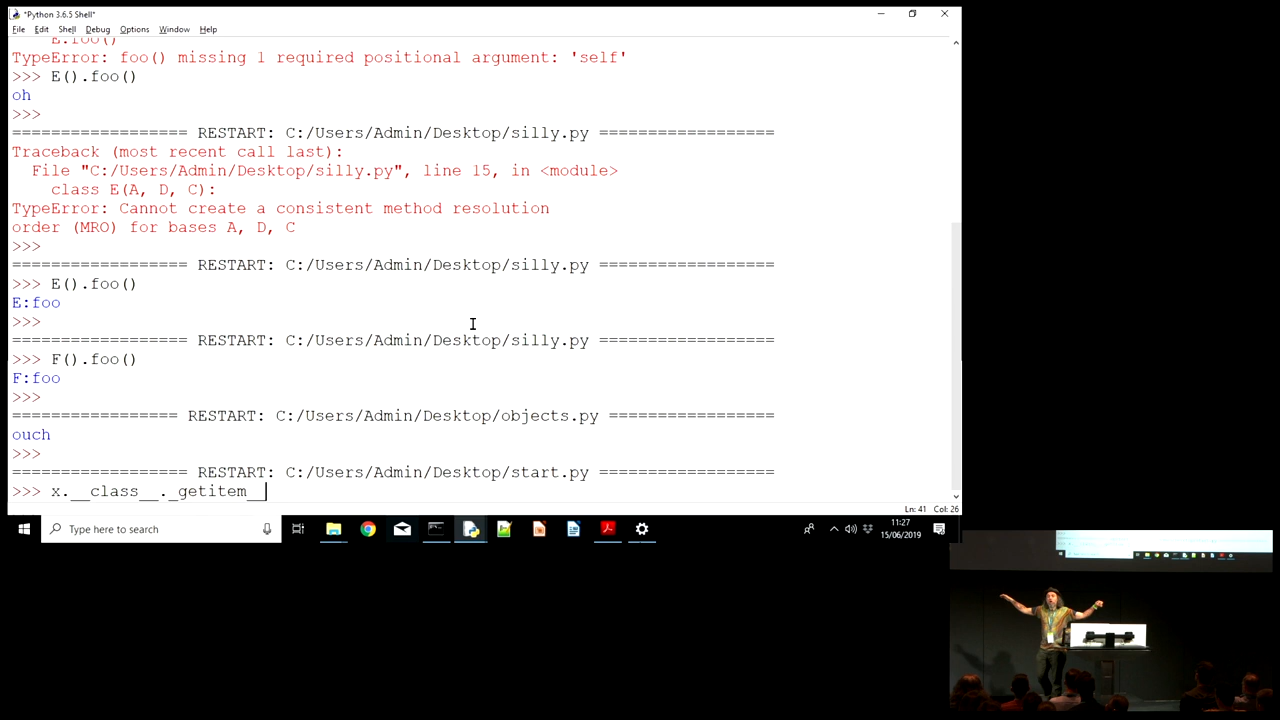 *Python 3.6.5 Shell*
File Edit Shell Debug Options Window Help
E.foo()
TypeError: foo() missing 1 required positional argument: 'self'
>>> E().foo()
oh
>>>
================== RESTART: C:/Users/Admin/Desktop/silly.py ==================
Traceback (most recent call last):
File "C:/Users/Admin/Desktop/silly.py", line 15, in <module>
class E(A, D, C):
TypeError: Cannot create a consistent method resolution
order (MRO) for bases A, D, C
>>>
================== RESTART: C:/Users/Admin/Desktop/silly.py ==================
>>> E().foo()
E:foo
>>>
================== RESTART: C:/Users/Admin/Desktop/silly.py ==================
>>> F().foo()
F:foo
>>>
================= RESTART: C:/Users/Admin/Desktop/objects.py =================
ouch
>>>
================== RESTART: C:/Users/Admin/Desktop/start.py ==================
>>> x.__class__._getitem__
Ln: 41 Col: 26
Type here to search
11:27
15/06/2019